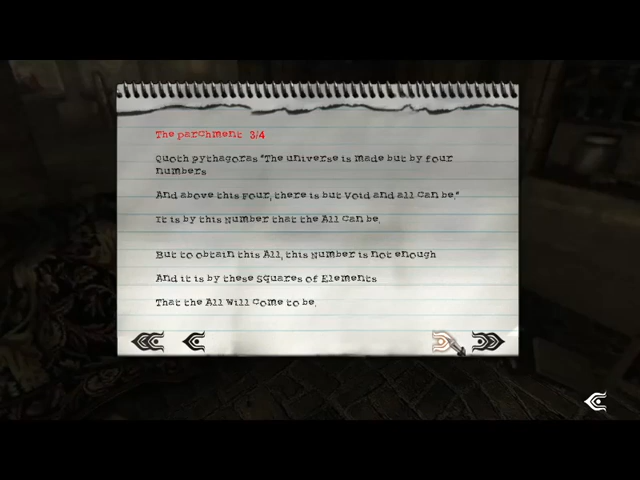 The parchment 3/4
Quoth pythagoras "The universe is made but by four
numbers
And above this Four, there is but Void and all can be."
It is by this Number that the All can be.
But to obtain this All, this Number is not enough
And it is by these Squares of Elements
That the All Will Come to be.